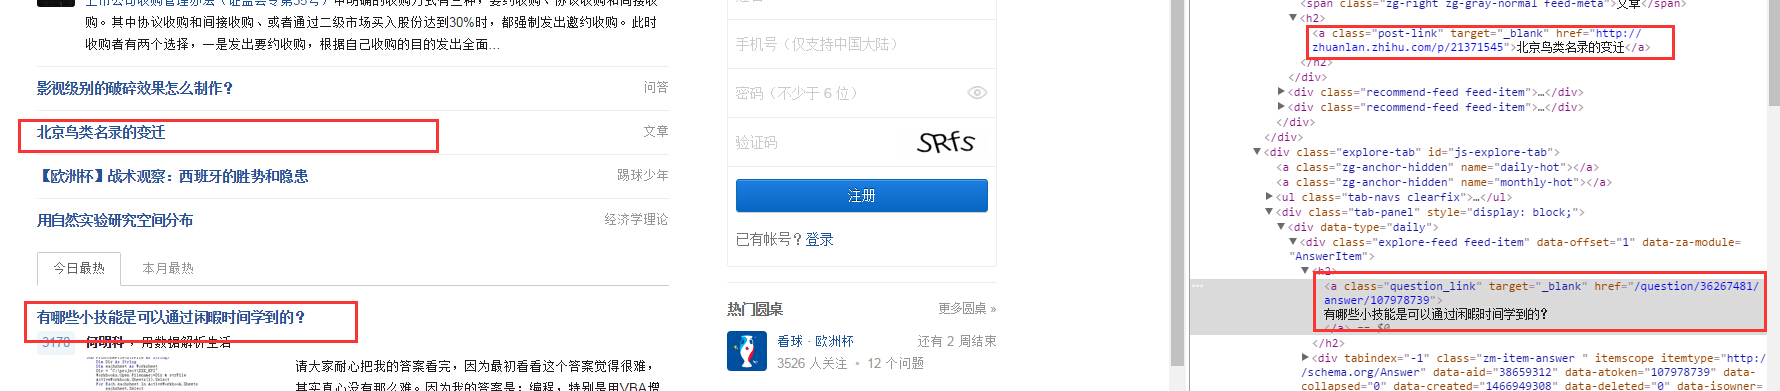 上市公司收购管理办法（证监会令第35号）中明确的收购方式有三种，要约收购、协议收购和间接收
购。其中协议收购和间接收购、或者通过二级市场买入股份达到30%时，都强制发出邀约收购。此时
收购者有两个选择，一是发出要约收购，根据自己收购的目的发出全面...
影视级别的破碎效果怎么制作？ 问答
北京鸟类名录的变迁 文章
【欧洲杯】战术观察：西班牙的胜势和隐患 踢球少年
用自然实验研究空间分布 经济学理论
今日最热 本月最热
有哪些小技能是可以通过闲暇时间学到的？
3178 何明科，用数据解析生活
请大家耐心把我的答案看完，因为最初看看这个答案觉得很难，
其实真心没有那么难。因为我的答案是：编程，特别是用VBA增
手机号（仅支持中国大陆）
密码（不少于 6 位）
验证码 SRfs
注册
已有帐号？登录
热门圆桌 更多圆桌 »
看球 · 欧洲杯 还有 2 周结束
3526 人关注 • 12 个问题
<span class="zg-right zg-gray-normal feed-meta">文章</span>
▼<h2>
<a class="post-link" target="_blank" href="http://
zhuanlan.zhihu.com/p/21371545">北京鸟类名录的变迁</a>
</h2>
</div>
▶<div class="recommend-feed feed-item">…</div>
▶<div class="recommend-feed feed-item">…</div>
</div>
</div>
▼<div class="explore-tab" id="js-explore-tab">
<a class="zg-anchor-hidden" name="daily-hot"></a>
<a class="zg-anchor-hidden" name="monthly-hot"></a>
▶<ul class="tab-navs clearfix">…</ul>
▼<div class="tab-panel" style="display: block;">
▼<div data-type="daily">
▼<div class="explore-feed feed-item" data-offset="1" data-za-module=
"AnswerItem">
▼<h2>
<a class="question_link" target="_blank" href="/question/36267481/
answer/107978739">
有哪些小技能是可以通过闲暇时间学到的？
</a> == $0
</h2>
▶<div tabindex="-1" class="zm-item-answer " itemscope itemtype="http:/
/schema.org/Answer" data-aid="38659312" data-atoken="107978739" data-
collapsed="0" data-created="1466949308" data-deleted="0" data-isowner=